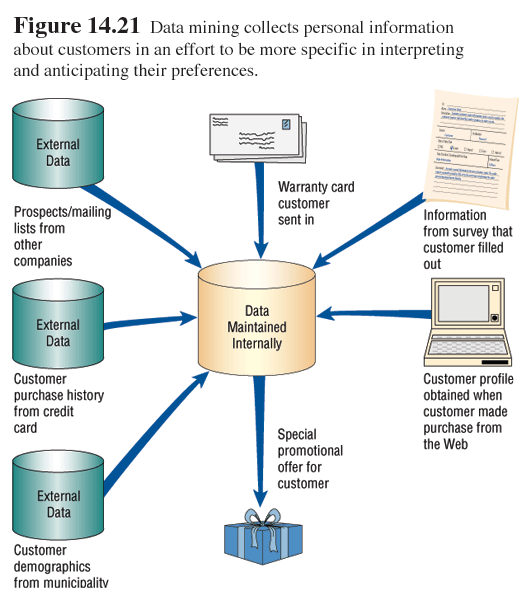 Figure 14.21 Data mining collects personal information
about customers in an effort to be more specific in interpreting
and anticipating their preferences.
External
Data
Prospects/mailing
lists from
other
companies
Warranty card
customer
sent in
Information
from survey that
customer filled
out
External
Data
Customer
purchase history
from credit
card
Data
Maintained
Internally
Customer profile
obtained when
customer made
purchase from
the Web
Special
promotional
offer for
customer
External
Data
Customer
demographics
from municipality